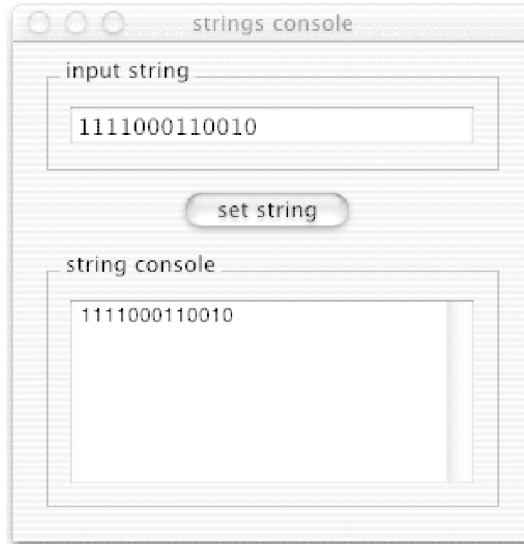 strings console
input string
1111000110010
set string
string console
1111000110010